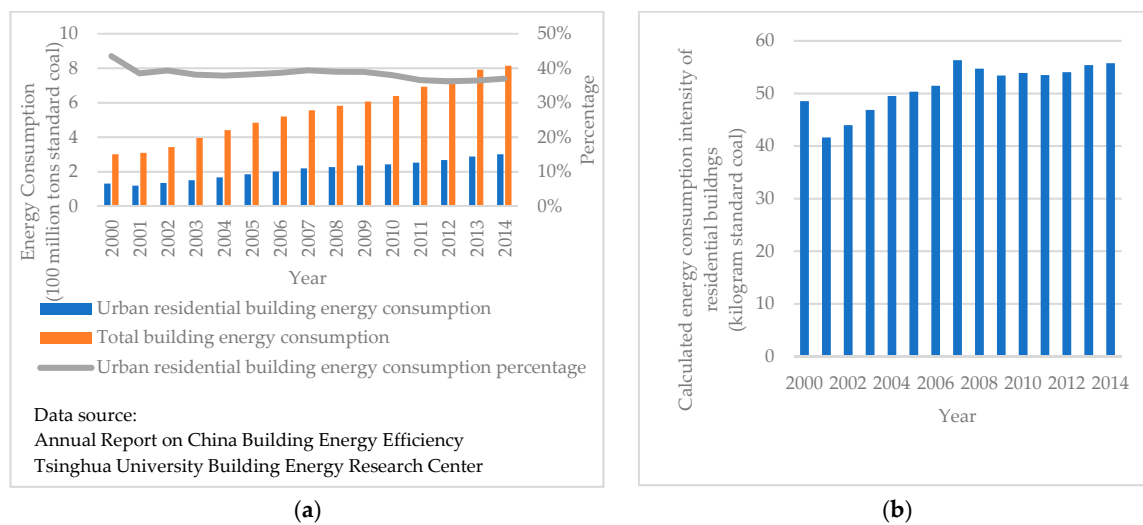 Energy Consumption
(100 million tons standard coal)
10
8
6
4
2
0
50%
40%
30%
20%
10%
0%
Percentage
2000
2001
2002
2003
2004
2005
2006
2007
2008
2009
2010
2011
2012
2013
2014
Year
Urban residential building energy consumption
Total building energy consumption
Urban residential building energy consumption percentage
Data source:
Annual Report on China Building Energy Efficiency
Tsinghua University Building Energy Research Center
(a)
Calculated energy consumption intensity of
residential buildngs
(kilogram standard coal)
60
50
40
30
20
10
0
2000 2002 2004 2006 2008 2010 2012 2014
Year
(b)